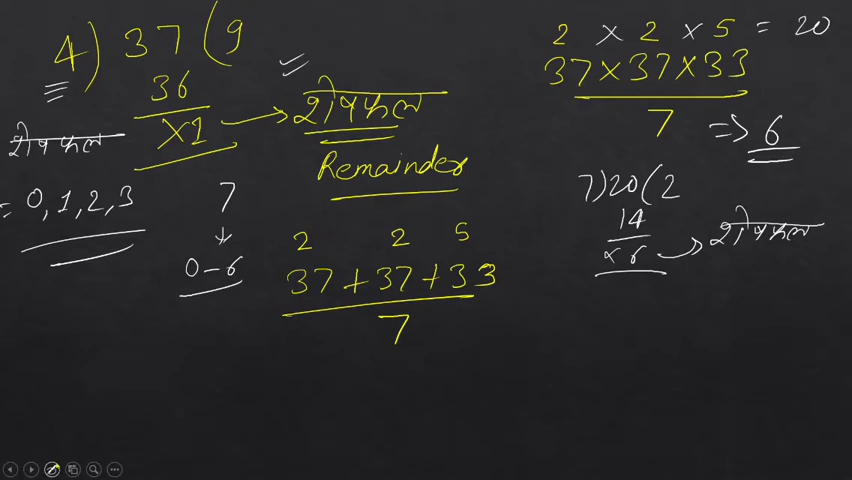 4) 37 (9
36
×1
शेषफल
Remainder
शेषफल
= 0, 1, 2, 3
7
0-6
2 2 5
37+37+33
7
2 × 2 × 5 = 20
37×37×33
7
=> 6
7)20(2
14
×6
शेषफल